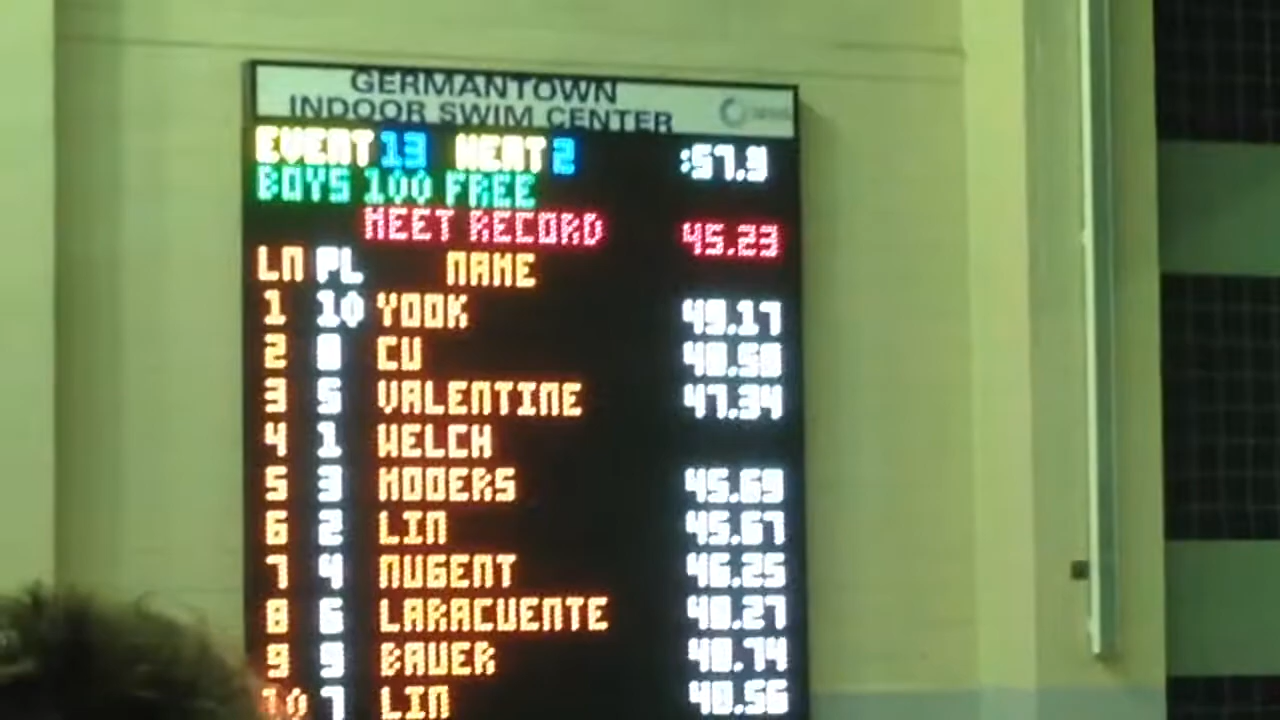 GERMANTOWN
INDOOR SWIM CENTER
EVENT 13 HEAT 2 :57.9
BOYS 100 FREE
MEET RECORD 45.23
LN PL NAME
1 10 YOOK 49.17
2 8 CU 48.58
3 5 VALENTINE 47.34
4 1 WELCH
5 3 MOOERS 45.69
6 2 LIN 45.67
7 4 NUGENT 46.25
8 6 LARACUENTE 48.27
9 9 BAUER 48.74
10 7 LIN 48.56